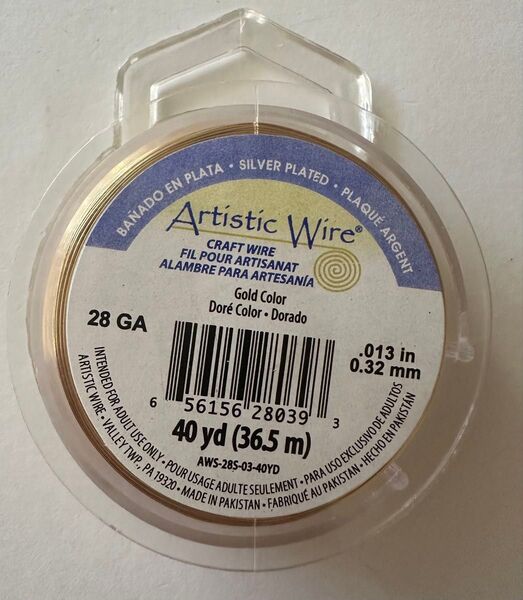 BANADO EN PLATA • SILVER PLATED • PLAQUÉ ARGENT
Artistic Wire®
CRAFT WIRE
FIL POUR ARTISANAT
ALAMBRE PARA ARTESANÍA
Gold Color
Doré Color • Dorado
28 GA
.013 in
0.32 mm
6 56156 28039 3
40 yd (36.5 m)
AWS-28S-03-40YD
INTENDED FOR ADULT USE ONLY • POUR USAGE ADULTE SEULEMENT • PARA USO EXCLUSIVO DE ADULTOS
ARTISTIC WIRE • VALLEY TWP., PA 19320 • MADE IN PAKISTAN • FABRIQUÉ AU PAKISTAN • HECHO EN PAKISTÁN